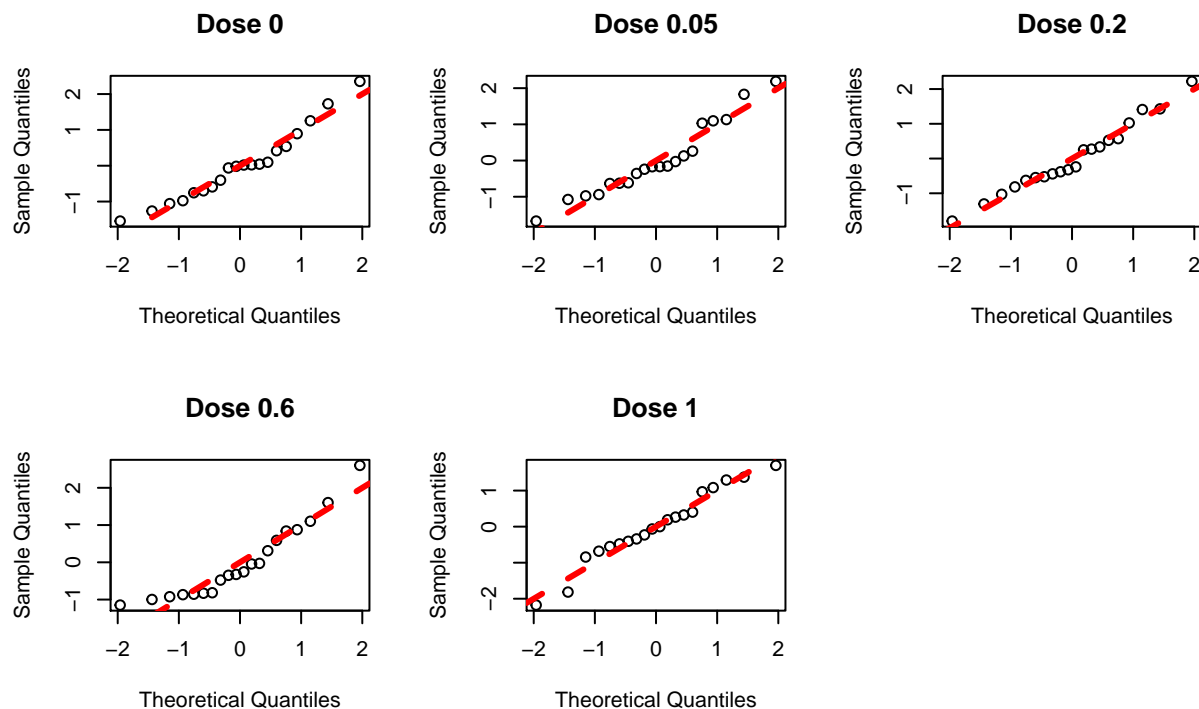 Dose 0
Sample Quantiles
2
1
−1
−2 −1 0 1 2
Theoretical Quantiles
Dose 0.05
Sample Quantiles
2
1
0
−1
−2 −1 0 1 2
Theoretical Quantiles
Dose 0.2
Sample Quantiles
2
1
−1
−2 −1 0 1 2
Theoretical Quantiles
Dose 0.6
Sample Quantiles
2
1
0
−1
−2 −1 0 1 2
Theoretical Quantiles
Dose 1
Sample Quantiles
1
0
−2
−2 −1 0 1 2
Theoretical Quantiles